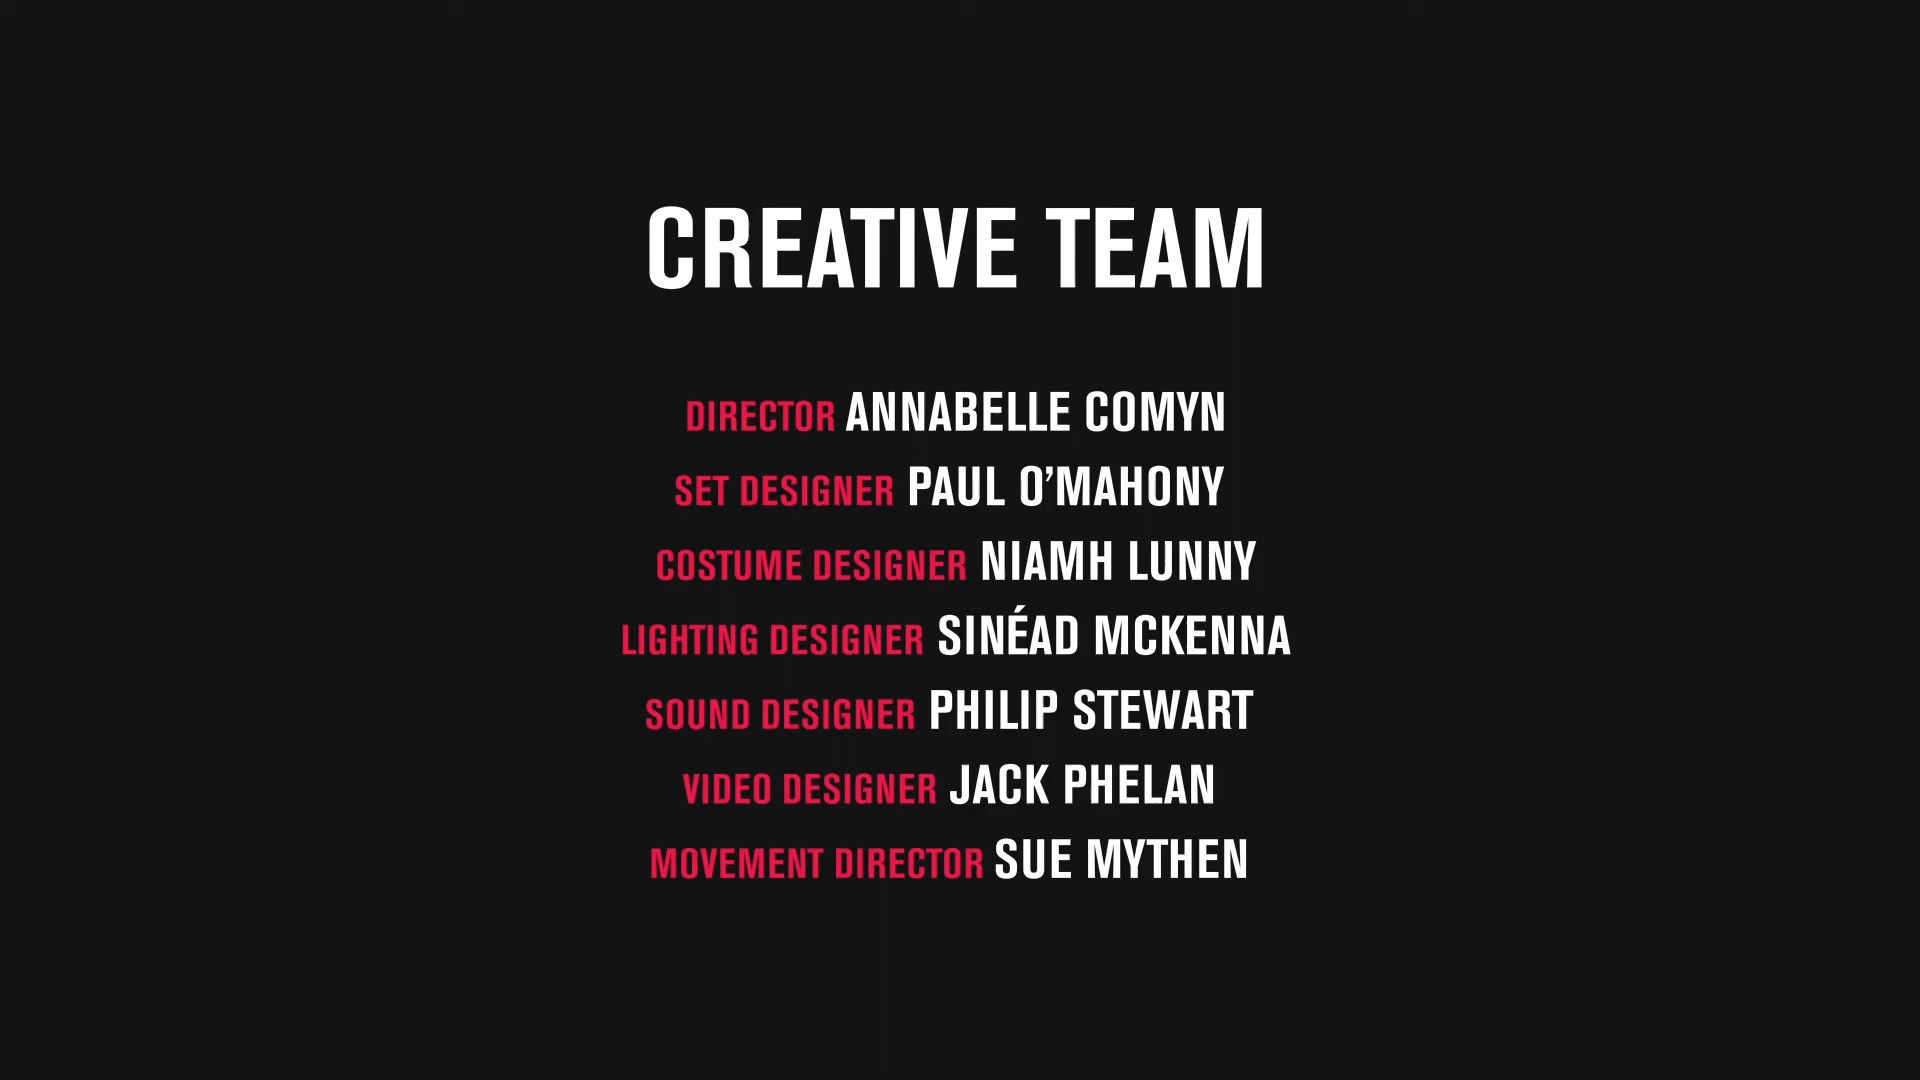 CREATIVE TEAM
DIRECTOR ANNABELLE COMYN
SET DESIGNER PAUL O’MAHONY
COSTUME DESIGNER NIAMH LUNNY
LIGHTING DESIGNER SINÉAD MCKENNA
SOUND DESIGNER PHILIP STEWART
VIDEO DESIGNER JACK PHELAN
MOVEMENT DIRECTOR SUE MYTHEN